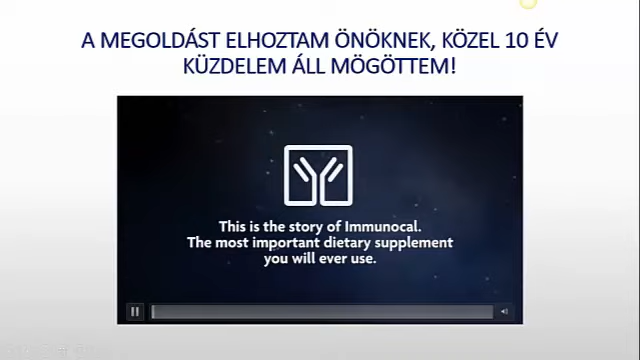 A MEGOLDÁST ELHOZTAM ÖNÖKNEK, KÖZEL 10 ÉV
KÜZDELEM ÁLL MÖGÖTTEM!
This is the story of Immunocal.
The most important dietary supplement
you will ever use.